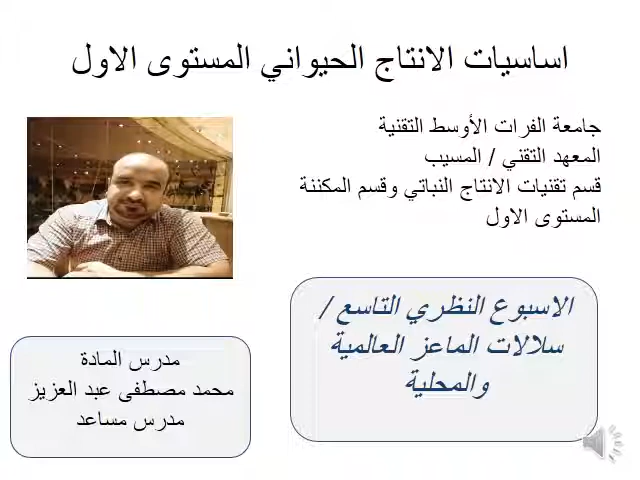 اساسيات الانتاج الحيواني المستوى الاول
جامعة الفرات الأوسط التقنية
المعهد التقني / المسيب
قسم تقنيات الانتاج النباتي وقسم المكننة
المستوى الاول
الاسبوع النظري التاسع /
سلالات الماعز العالمية
والمحلية
مدرس المادة
محمد مصطفى عبد العزيز
مدرس مساعد